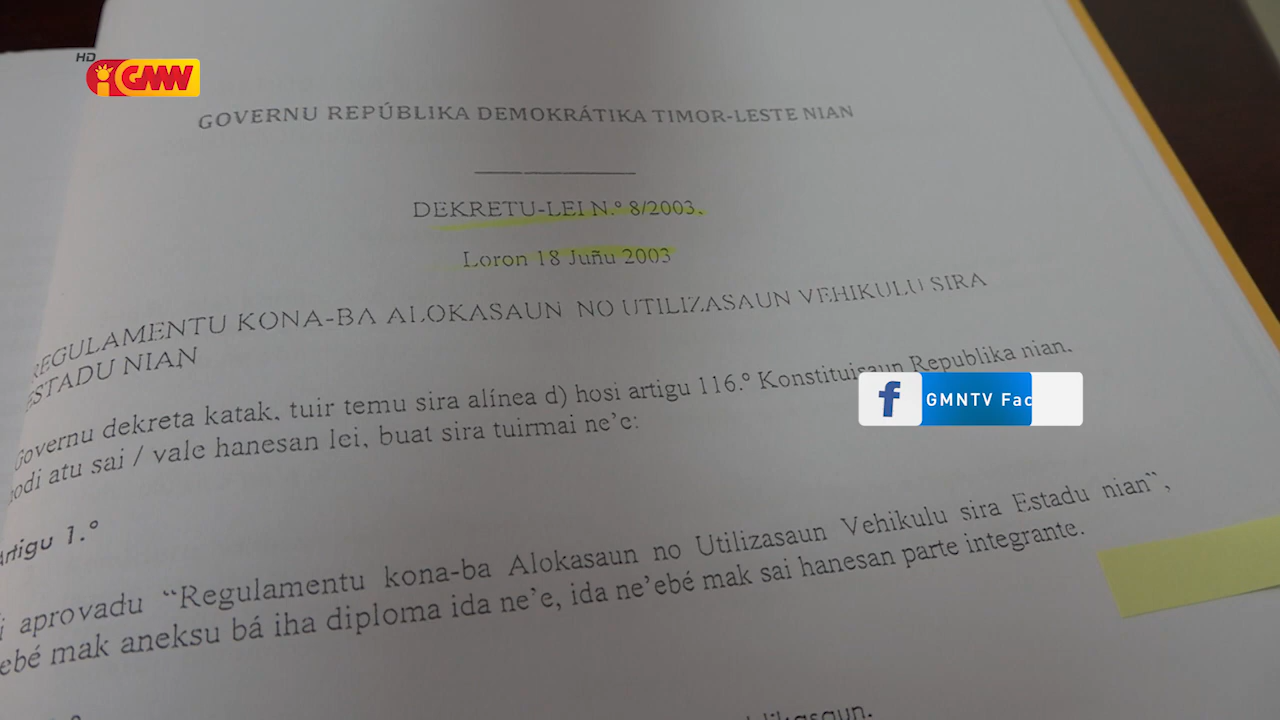 HD
iGMN
GOVERNU REPÚBLIKA DEMOKRÁTIKA TIMOR-LESTE NIAN
DEKRETU-LEI N.º 8/2003,
Loron 18 Juñu 2003
REGULAMENTU KONA-BA ALOKASAUN NO UTILIZASAUN VEHIKULU SIRA
ESTADU NIAN
Governu dekreta katak, tuir temu sira alínea d) hosi artigu 116.º Konstituisaun Republika nian.
hodi atu sai / vale hanesan lei, buat sira tuirmai ne'e:
GMNTV Fac
Artigu 1.º
aprovadu “Regulamentu kona-ba Alokasaun no Utilizasaun Vehikulu sira Estadu nian“,
ebé mak aneksu bá iha diploma ida ne'e, ida ne'ebé mak sai hanesan parte integrante.